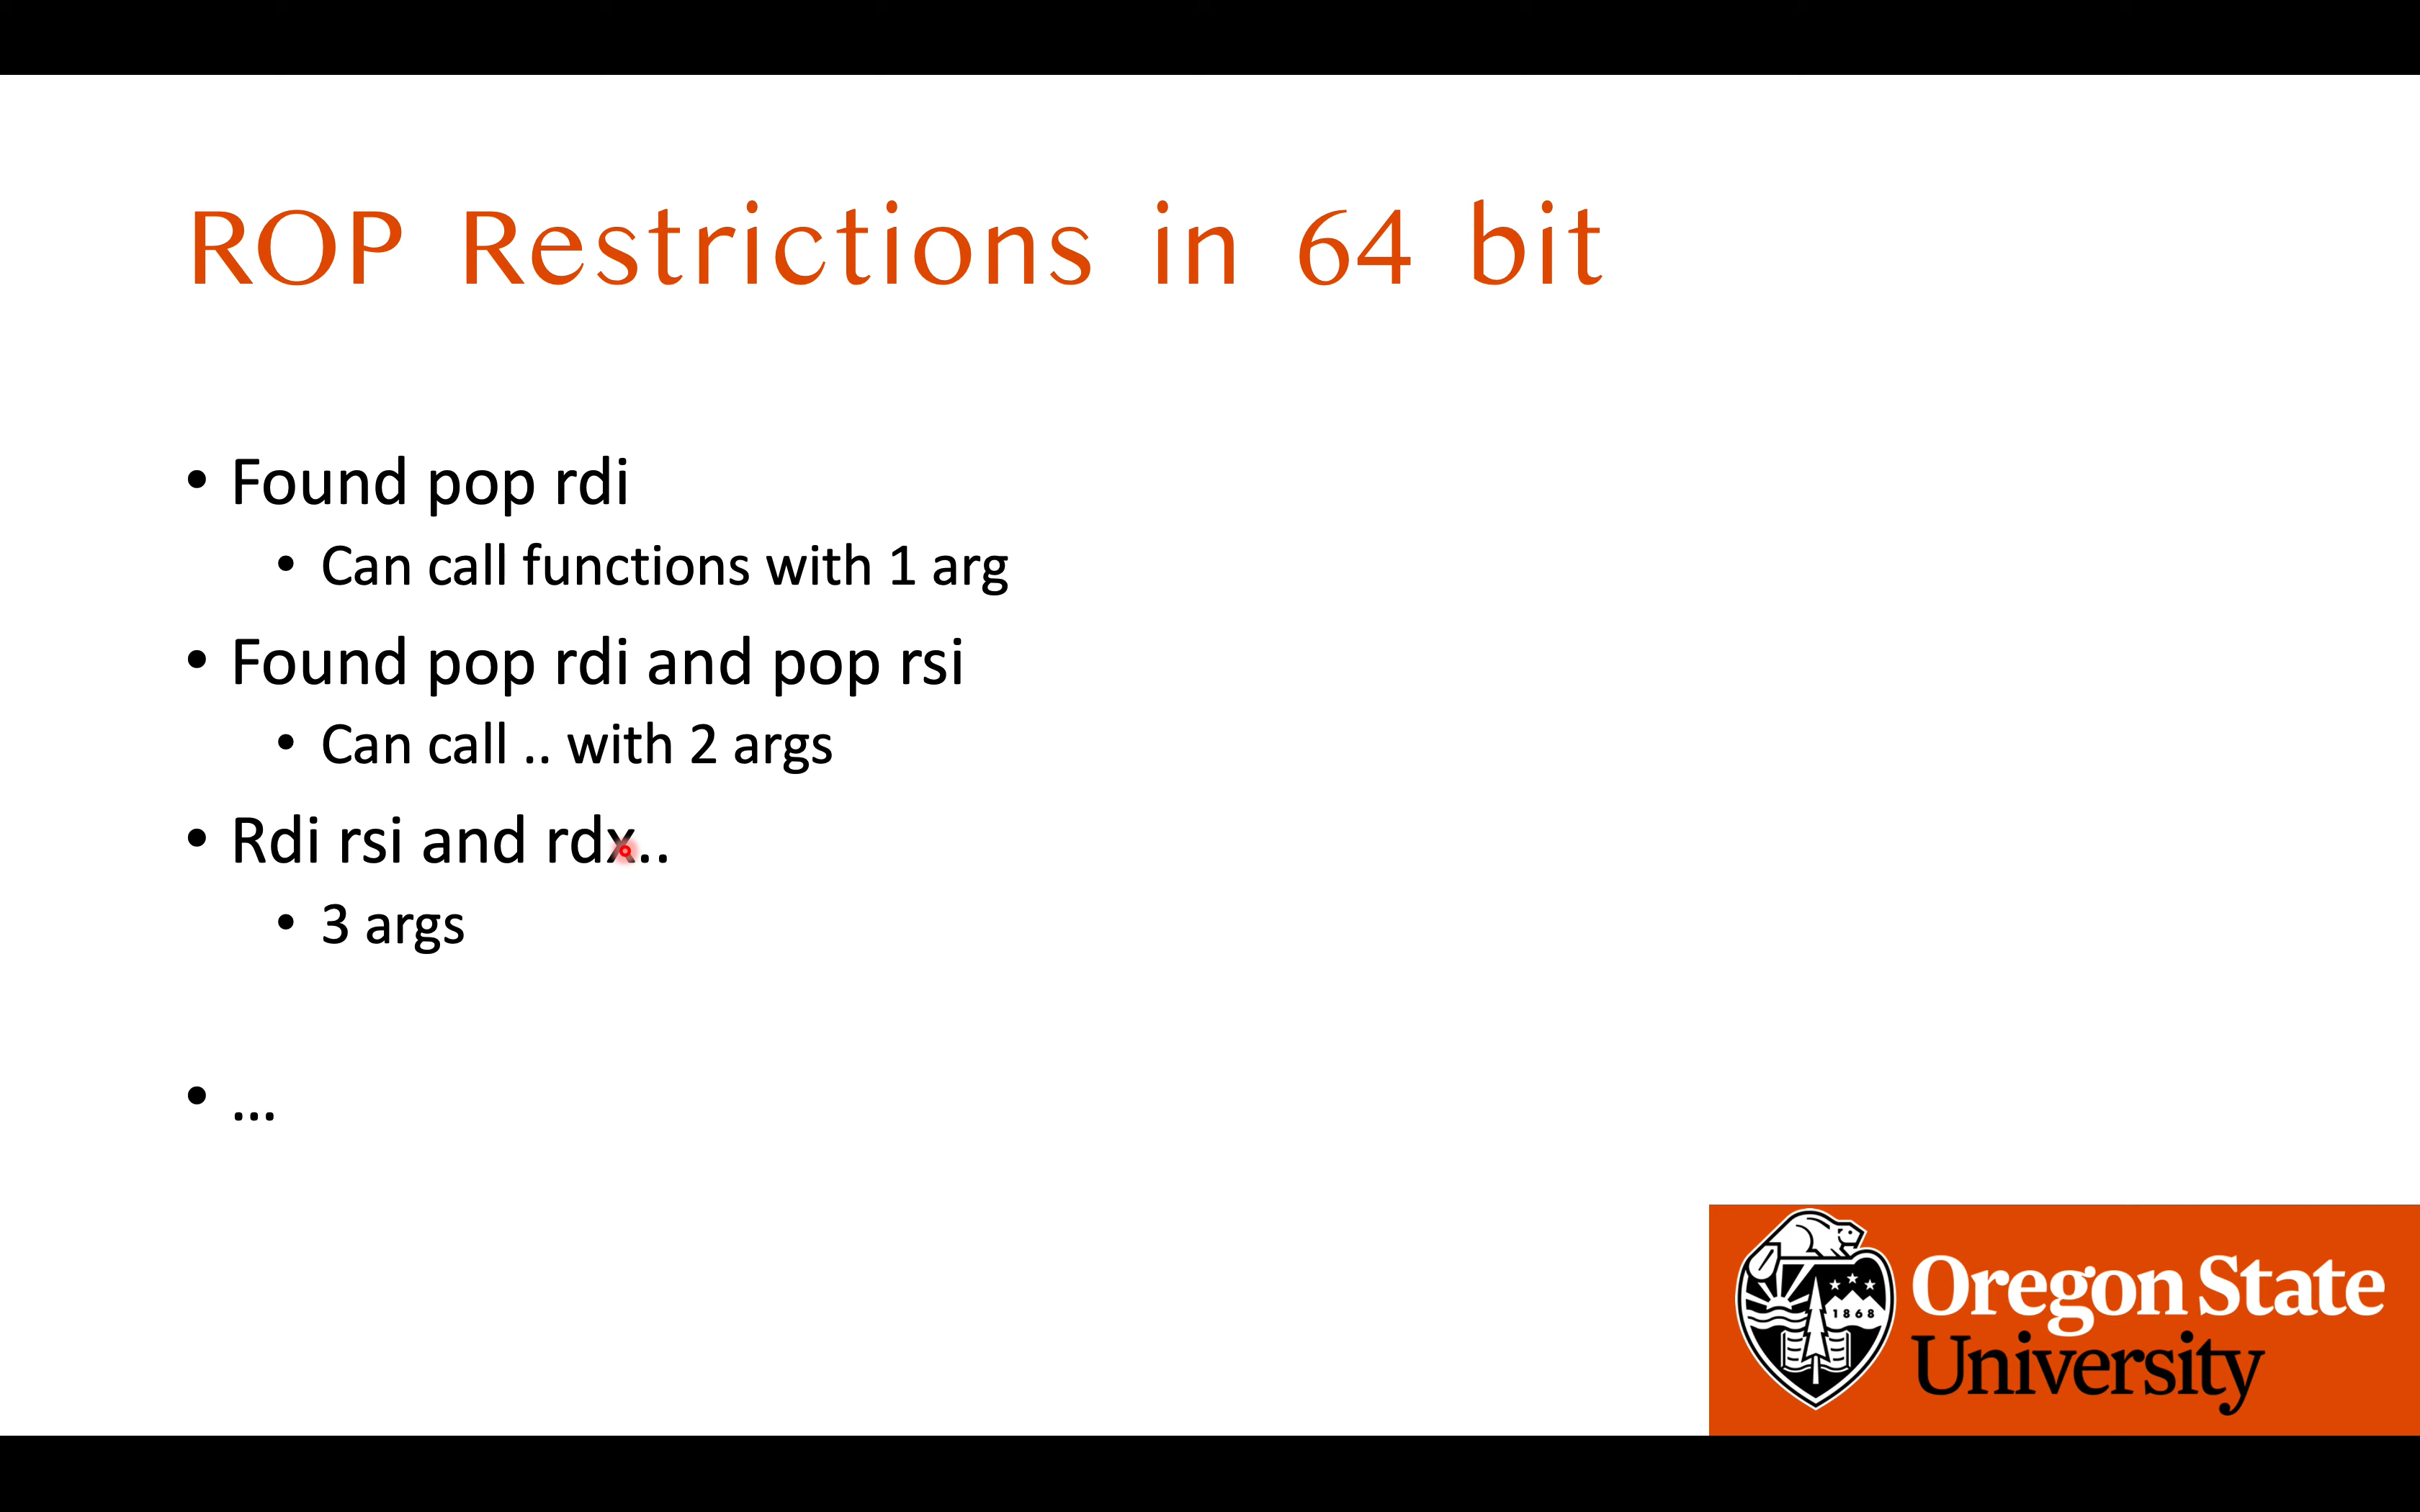 ROP Restrictions in 64 bit
• Found pop rdi
• Can call functions with 1 arg
• Found pop rdi and pop rsi
• Can call .. with 2 args
• Rdi rsi and rdx..
• 3 args
• ...
1868
Oregon State
University